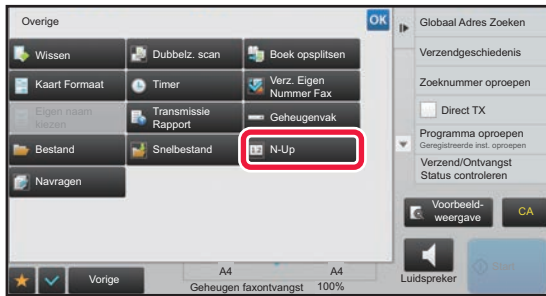 Overige
OK
Wissen
Dubbelz. scan
Boek opsplitsen
Kaart Formaat
Timer
Verz. Eigen
Nummer Fax
Eigen naam
kiezen
Transmissie
Rapport
Geheugenvak
Bestand
Snelbestand
N-Up
Navragen
Vorige
A4
A4
Geheugen faxontvangst
100%
Globaal Adres Zoeken
Verzendgeschiedenis
Zoeknummer oproepen
Direct TX
Programma oproepen
Geregistreerde inst. oproepen
Verzend/Ontvangst
Status controleren
Voorbeeld-
weergave
CA
Luidspreker
Start